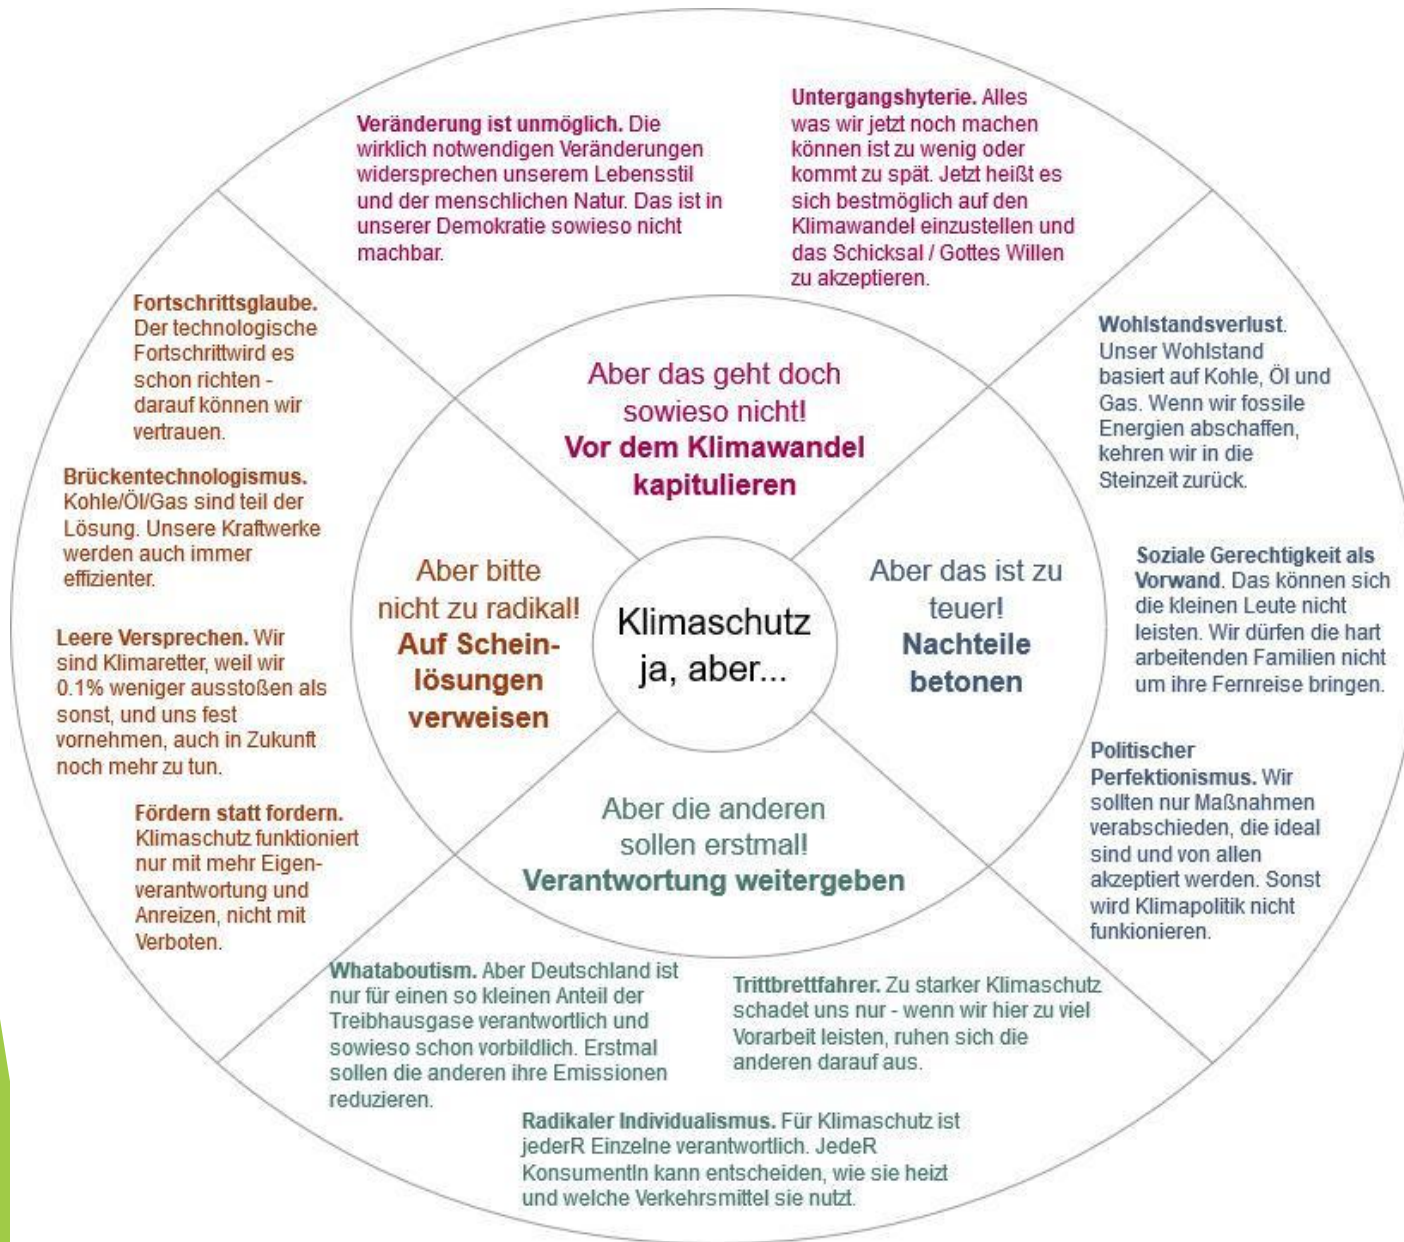 Veränderung ist unmöglich. Die
wirklich notwendigen Veränderungen
widersprechen unserem Lebensstil
und der menschlichen Natur. Das ist in
unserer Demokratie sowieso nicht
machbar.
Untergangshyterie. Alles
was wir jetzt noch machen
können ist zu wenig oder
kommt zu spät. Jetzt heißt es
sich bestmöglich auf den
Klimawandel einzustellen und
das Schicksal / Gottes Willen
zu akzeptieren.
Aber das geht doch
sowieso nicht!
Vor dem Klimawandel
kapitulieren
Fortschrittsglaube.
Der technologische
Fortschrittwird es
schon richten -
darauf können wir
vertrauen.
Brückentechnologismus.
Kohle/Öl/Gas sind teil der
Lösung. Unsere Kraftwerke
werden auch immer
effizienter.
Leere Versprechen. Wir
sind Klimaretter, weil wir
0.1% weniger ausstoßen als
sonst, und uns fest
vornehmen, auch in Zukunft
noch mehr zu tun.
Fördern statt fordern.
Klimaschutz funktioniert
nur mit mehr Eigen-
verantwortung und
Anreizen, nicht mit
Verboten.
Aber bitte
nicht zu radikal!
Auf Schein-
lösungen
verweisen
Klimaschutz
ja, aber...
Aber das ist zu
teuer!
Nachteile
betonen
Wohlstandsverlust.
Unser Wohlstand
basiert auf Kohle, Öl und
Gas. Wenn wir fossile
Energien abschaffen,
kehren wir in die
Steinzeit zurück.
Soziale Gerechtigkeit als
Vorwand. Das können sich
die kleinen Leute nicht
leisten. Wir dürfen die hart
arbeitenden Familien nicht
um ihre Fernreise bringen.
Politischer
Perfektionismus. Wir
sollten nur Maßnahmen
verabschieden, die ideal
sind und von allen
akzeptiert werden. Sonst
wird Klimapolitik nicht
funkionieren.
Aber die anderen
sollen erstmal!
Verantwortung weitergeben
Whataboutism. Aber Deutschland ist
nur für einen so kleinen Anteil der
Treibhausgase verantwortlich und
sowieso schon vorbildlich. Erstmal
sollen die anderen ihre Emissionen
reduzieren.
Trittbrettfahrer. Zu starker Klimaschutz
schadet uns nur - wenn wir hier zu viel
Vorarbeit leisten, ruhen sich die
anderen darauf aus.
Radikaler Individualismus. Für Klimaschutz ist
jederR Einzelne verantwortlich. JedeR
KonsumentIn kann entscheiden, wie sie heizt
und welche Verkehrsmittel sie nutzt.